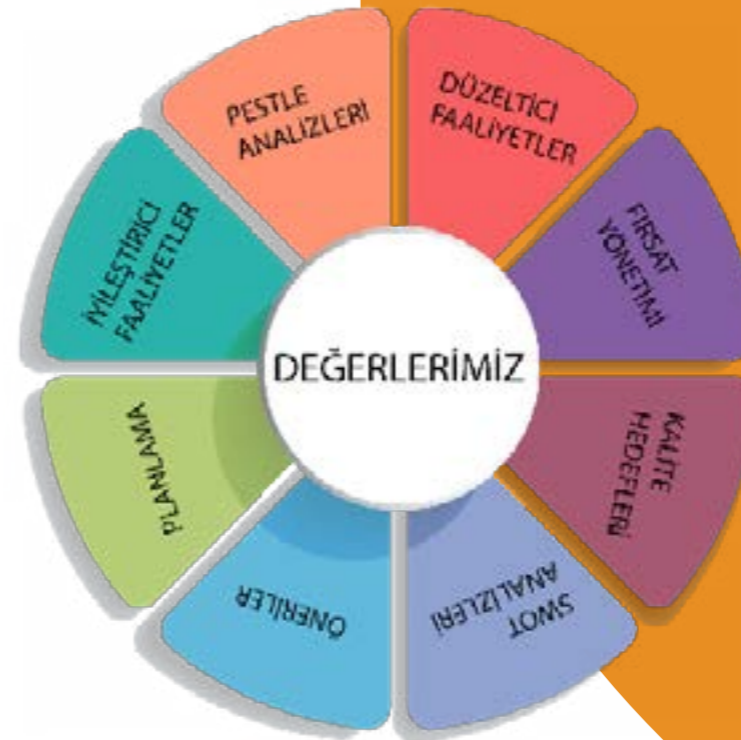 PESTLE
ANALİZLERİ
DÜZELTİCİ
FAALİYETLER
FIRSAT
YÖNETİMİ
KALİTE
HEDEFLERİ
SWOT
ANALİZLERİ
ÖNERİLER
PLANLAMA
İYİLEŞTİRİCİ
FAALİYETLER
DEĞERLERİMİZ